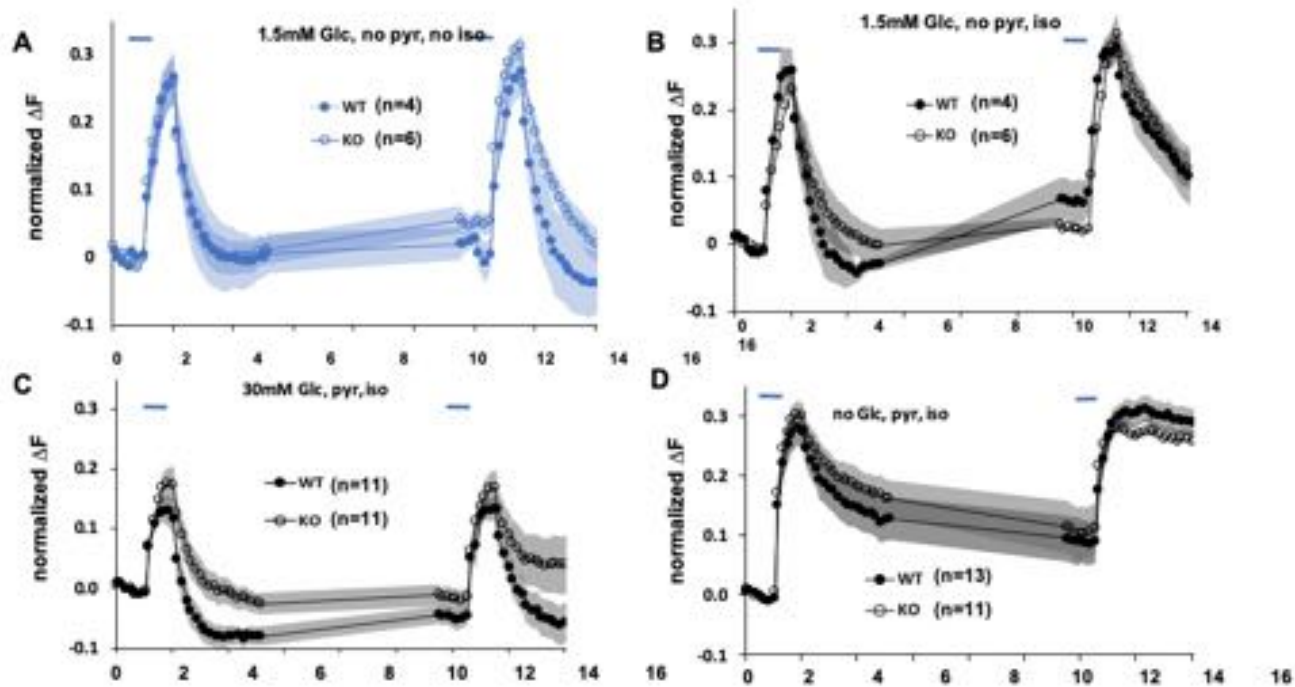 A
1.5mM Glc, no pyr, no iso
WT (n=4)
KO (n=6)
normalized ΔF
0.3
0.2
0.1
0
-0.1
0 2 4 6 8 10 12 14 16
B
1.5mM Glc, no pyr, iso
WT (n=4)
KO (n=6)
normalized ΔF
0.3
0.2
0.1
0
-0.1
0 2 4 6 8 10 12 14
16
C
30mM Glc, pyr, iso
WT (n=11)
KO (n=11)
normalized ΔF
0.3
0.2
0.1
0.0
-0.1
0 2 4 6 8 10 12 14 16
D
no Glc, pyr, iso
WT (n=13)
KO (n=11)
normalized ΔF
0.3
0.2
0.1
0.0
-0.1
0 2 4 6 8 10 12 14 16